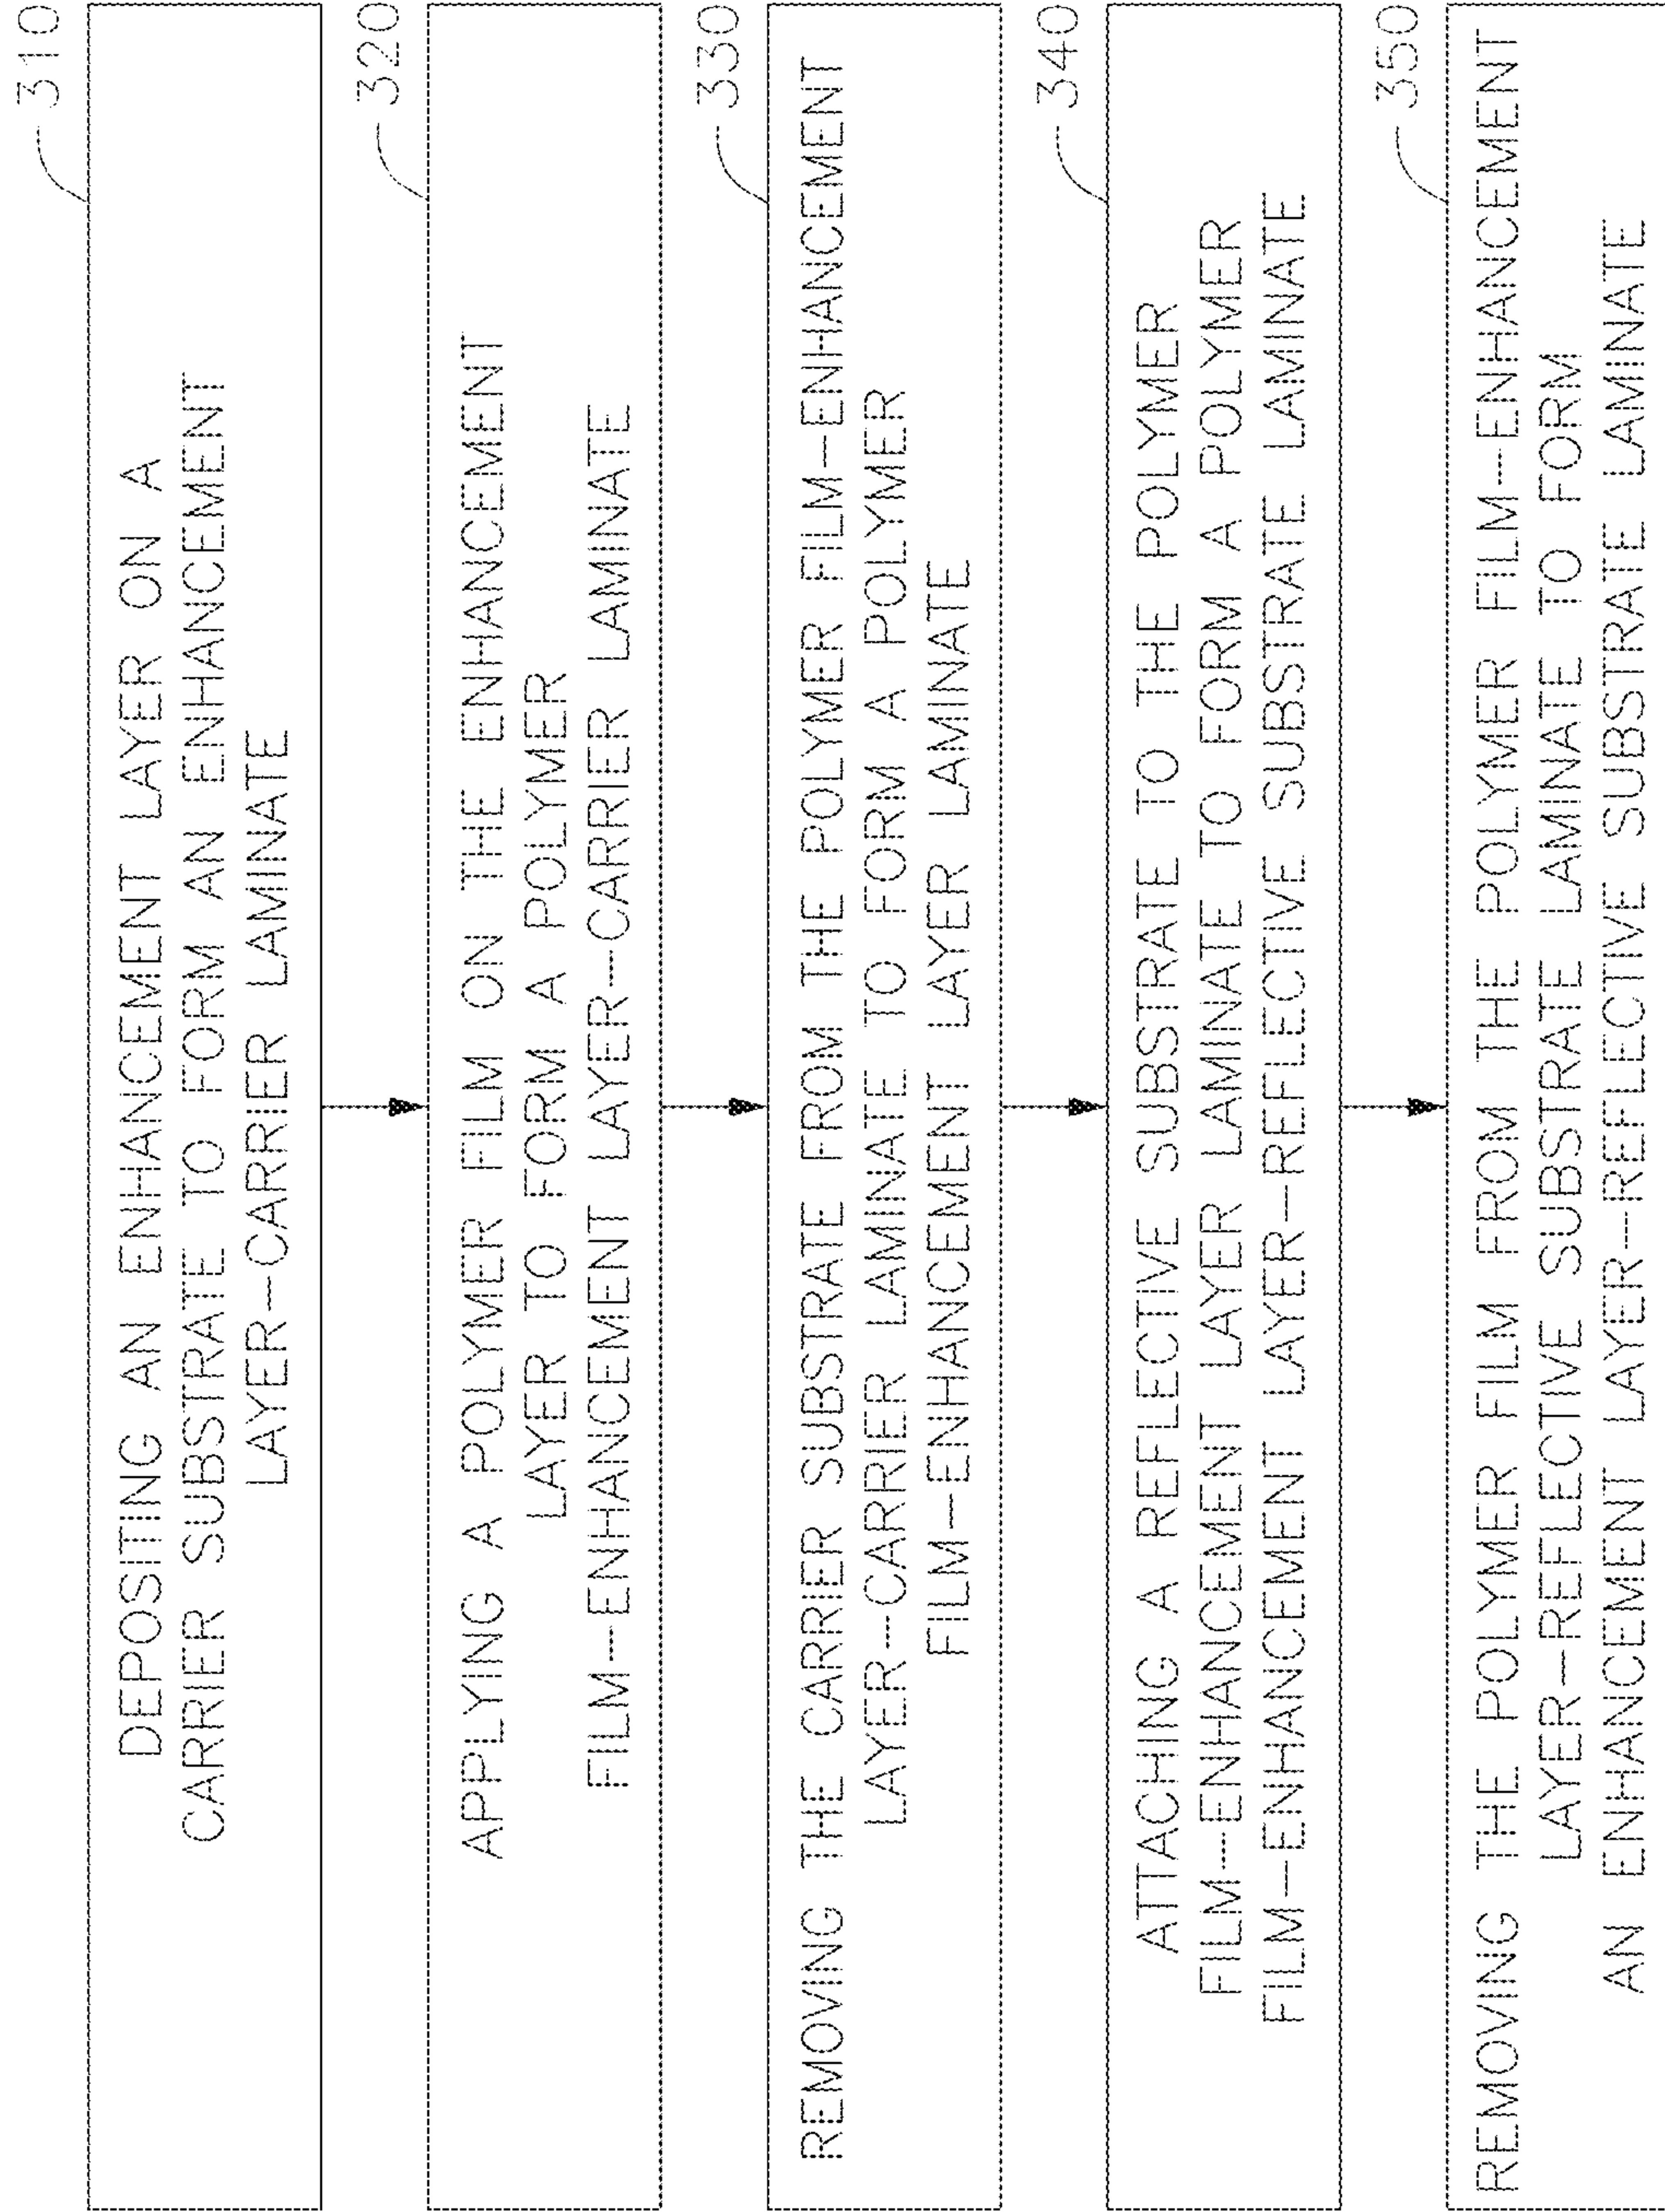 310
DEPOSITING AN ENHANCEMENT LAYER ON A
CARRIER SUBSTRATE TO FORM AN ENHANCEMENT
LAYER-CARRIER LAMINATE
320
APPLYING A POLYMER FILM ON THE ENHANCEMENT
LAYER TO FORM A POLYMER
FILM-ENHANCEMENT LAYER-CARRIER LAMINATE
330
REMOVING THE CARRIER SUBSTRATE FROM THE POLYMER FILM-ENHANCEMENT
LAYER-CARRIER LAMINATE TO FORM A POLYMER
FILM-ENHANCEMENT LAYER LAMINATE
340
ATTACHING A REFLECTIVE SUBSTRATE TO THE POLYMER
FILM-ENHANCEMENT LAYER LAMINATE TO FORM A POLYMER
FILM-ENHANCEMENT LAYER-REFLECTIVE SUBSTRATE LAMINATE
350
REMOVING THE POLYMER FILM FROM THE POLYMER FILM-ENHANCEMENT
LAYER-REFLECTIVE SUBSTRATE LAMINATE TO FORM
AN ENHANCEMENT LAYER-REFLECTIVE SUBSTRATE LAMINATE